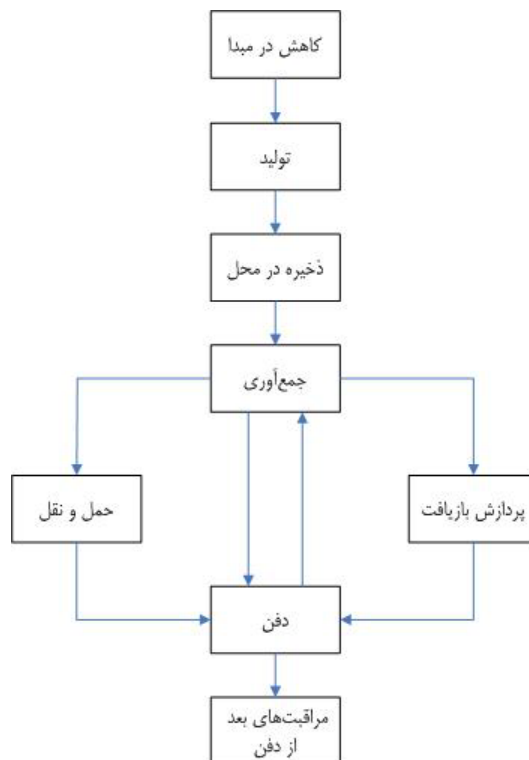 کاهش در مبدا
تولید
ذخیره در محل
جمع‌آوری
پردازش بازیافت
حمل و نقل
دفن
مراقبت‌های بعد
از دفن